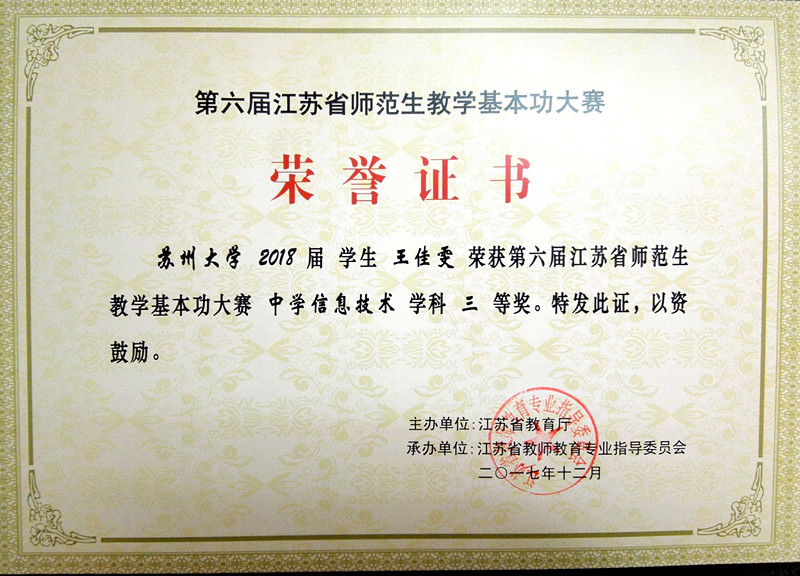 第六届江苏省师范生教学基本功大赛
荣誉证书
苏州大学 2018 届 学生 王佳雯 荣获第六届江苏省师范生
教学基本功大赛 中学信息技术 学科 三 等奖。特发此证，以资
鼓励。
主办单位：江苏省教育厅
承办单位：江苏省教师教育专业指导委员会
二〇一七年十二月